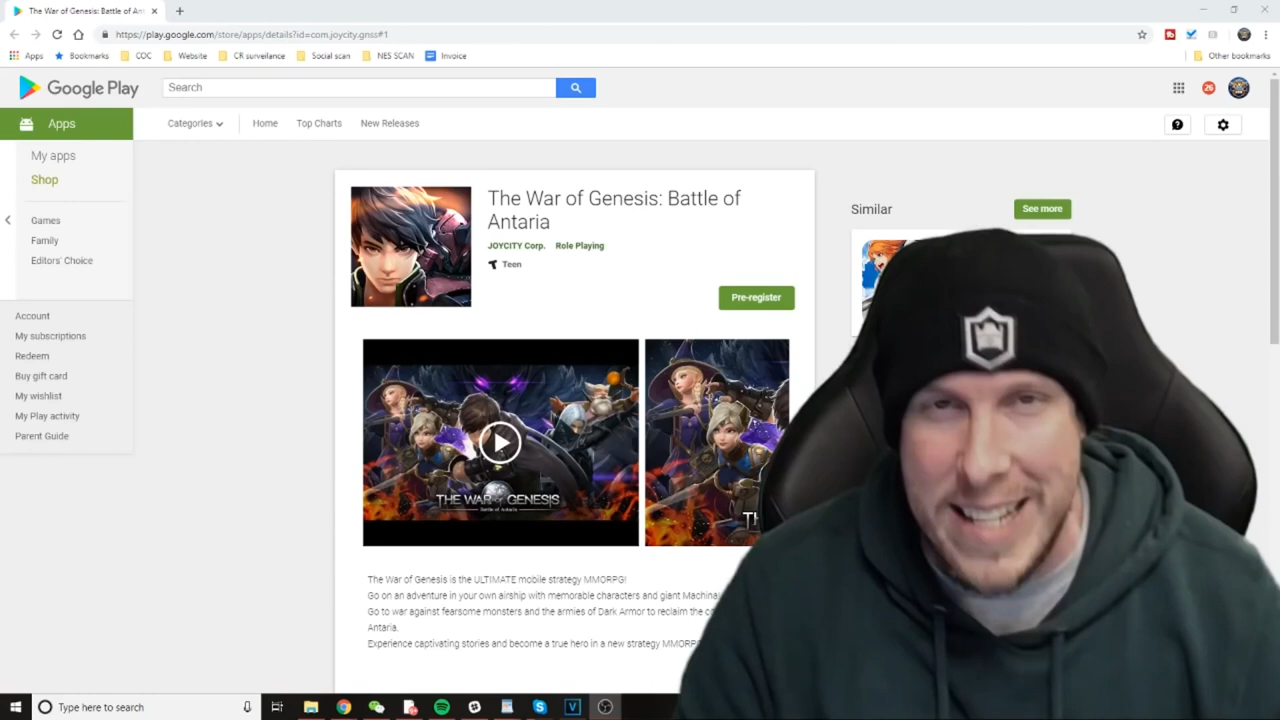 The War of Genesis: Battle of An
https://play.google.com/store/apps/details?id=com.joycity.gnss#1
Apps Bookmarks COC Website CR surveilance Social scan NES SCAN Invoice Other bookmarks
Google Play Search 26
Apps Categories Home Top Charts New Releases
My apps
Shop
Games
Family
Editors' Choice
Account
My subscriptions
Redeem
Buy gift card
My wishlist
My Play activity
Parent Guide
The War of Genesis: Battle of
Antaria
JOYCITY Corp. Role Playing
Teen
Pre-register
Similar See more
THE WAR of GENESIS
Battle of Antaria
The War of Genesis is the ULTIMATE mobile strategy MMORPG!
Go on an adventure in your own airship with memorable characters and giant Machina
Go to war against fearsome monsters and the armies of Dark Armor to reclaim the
Antaria.
Experience captivating stories and become a true hero in a new strategy MMORPG
Type here to search